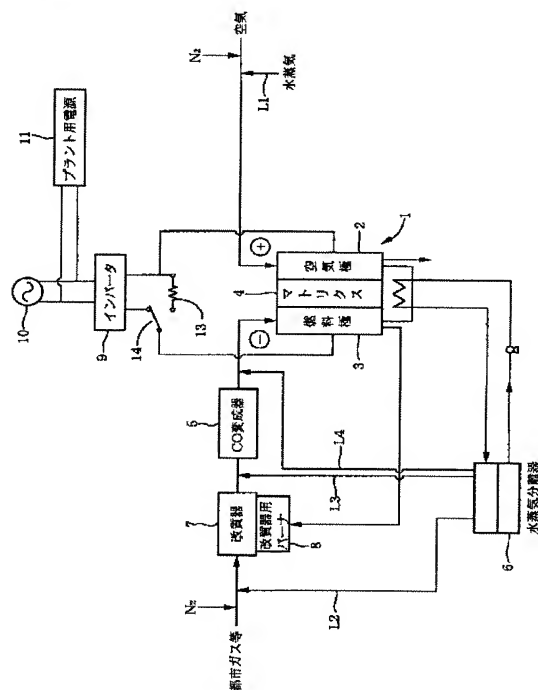 N₂
空気
L1
水蒸気
11
プラント用電源
10
インバータ
9
14
13
+
−
1
2
空気極
4
マトリクス
燃料極
3
5
CO変成器
L4
L3
7
改質器
改質器用
バーナ
8
N₂
都市ガス等
L2
6
水蒸気分離器